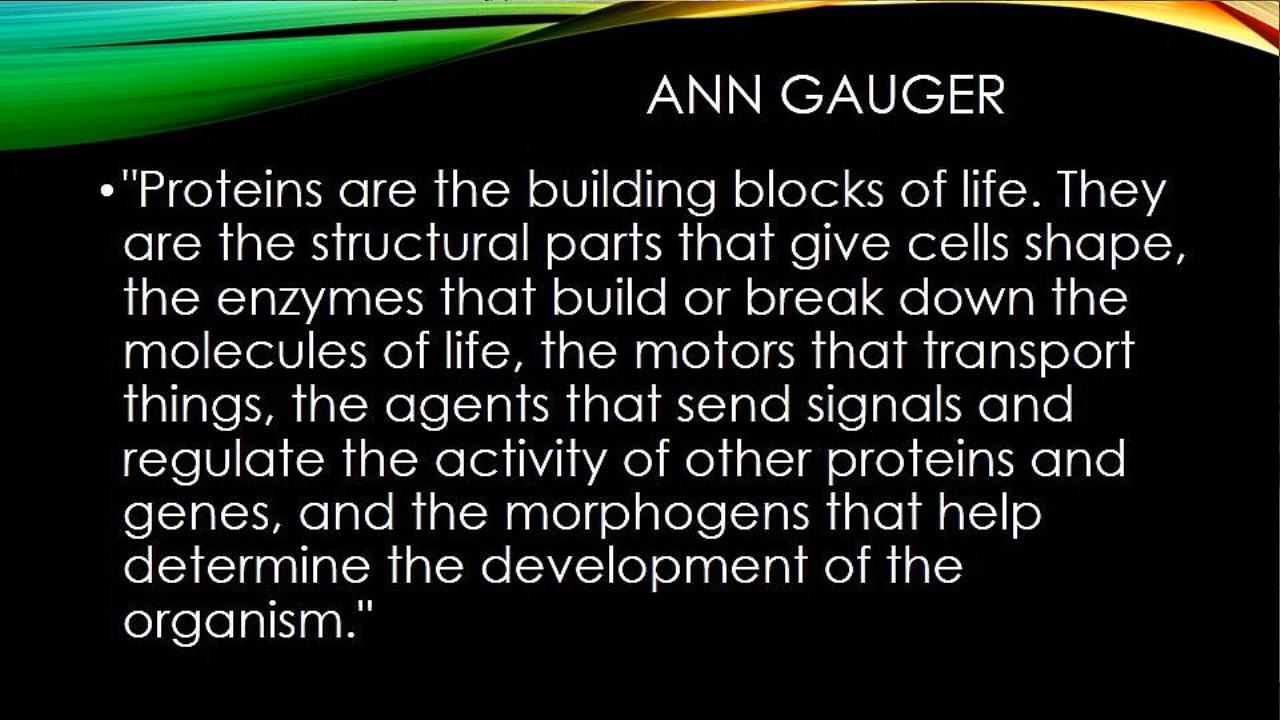 ANN GAUGER
•"Proteins are the building blocks of life. They
are the structural parts that give cells shape,
the enzymes that build or break down the
molecules of life, the motors that transport
things, the agents that send signals and
regulate the activity of other proteins and
genes, and the morphogens that help
determine the development of the
organism."